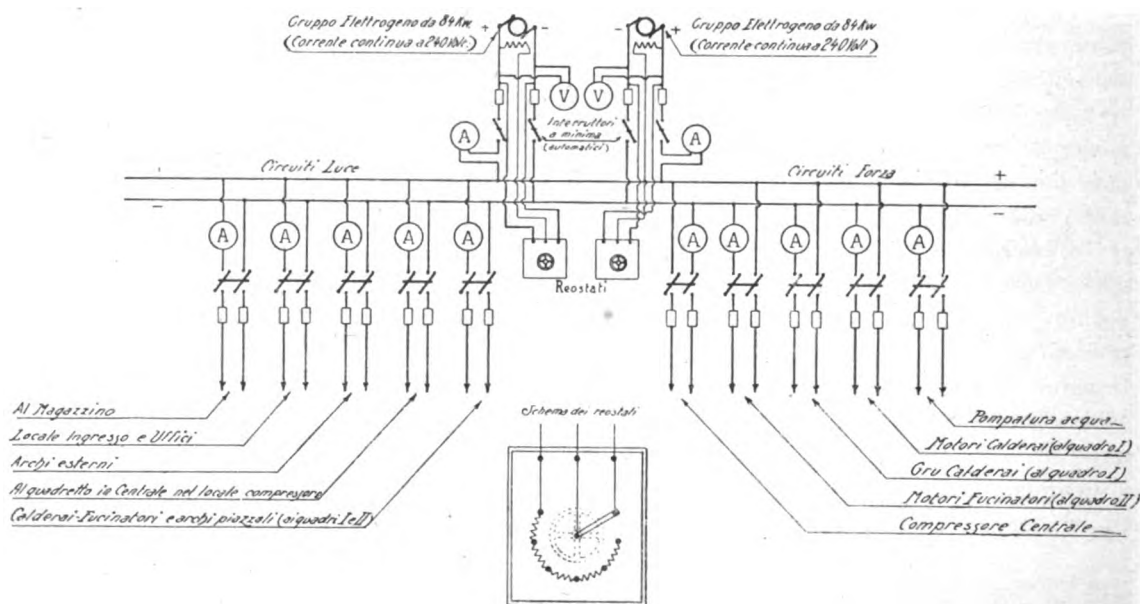 Gruppo Elettrogeno da 84 Kw
(Corrente continua a 240 Volt.)
+
-
-
+
Gruppo Elettrogeno da 84 Kw
(Corrente continua a 240 Volt)
V
V
A
Interruttori
a minima
(automatici)
A
Circuiti Luce
Circuiti Forza
+
-
-
A
A
A
A
A
A
A
A
A
A
Reostati
Al Magazzino
Locale Ingresso e Uffici
Archi esterni
Al quadretto in Centrale nel locale compressore
Calderai-Fucinatori e archi piazzali (ai quadri I e II)
Schema dei reostati
Pompatura acqua
Motori Calderai (al quadro I)
Gru Calderai (al quadro I)
Motori Fucinatori (al quadro II)
Compressore Centrale